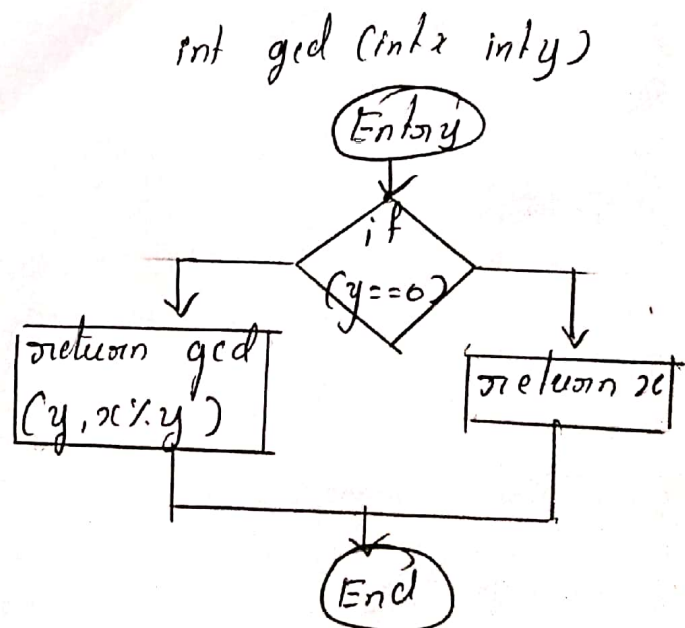 int gcd (int x int y)
Entry
if
(y==0)
return gcd
(y, x%y)
return x
End